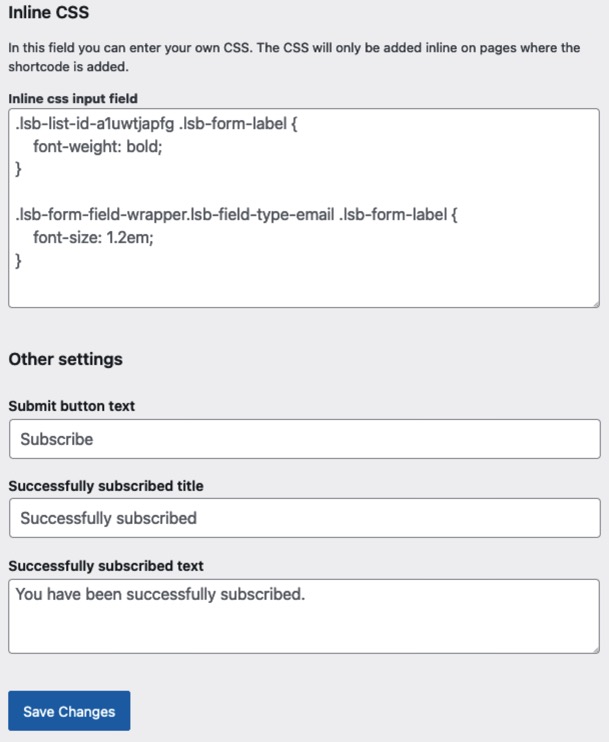 Inline CSS
In this field you can enter your own CSS. The CSS will only be added inline on pages where the
shortcode is added.
Inline css input field
.lsb-list-id-a1uwtjapfg .lsb-form-label {
    font-weight: bold;
}

.lsb-form-field-wrapper.lsb-field-type-email .lsb-form-label {
    font-size: 1.2em;
}
Other settings
Submit button text
Subscribe
Successfully subscribed title
Successfully subscribed
Successfully subscribed text
You have been successfully subscribed.
Save Changes